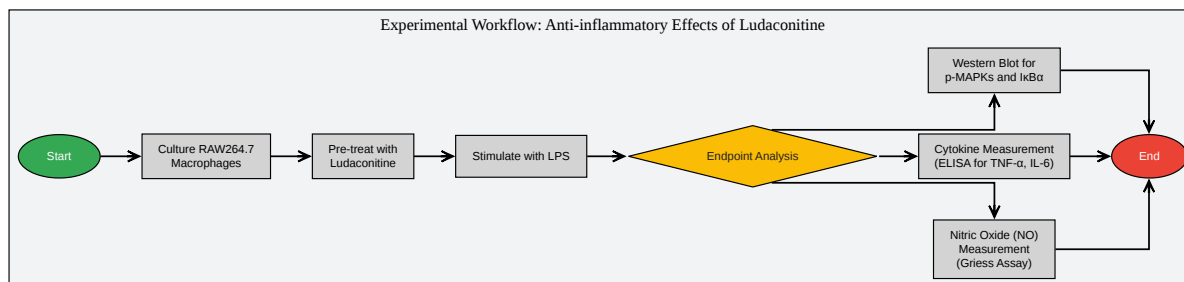 Experimental Workflow: Anti-inflammatory Effects of Ludaconitine
Start
Culture RAW264.7
Macrophages
Pre-treat with
Ludaconitine
Stimulate with LPS
Endpoint Analysis
Western Blot for
p-MAPKs and IκBα
Cytokine Measurement
(ELISA for TNF-α, IL-6)
Nitric Oxide (NO)
Measurement
(Griess Assay)
End